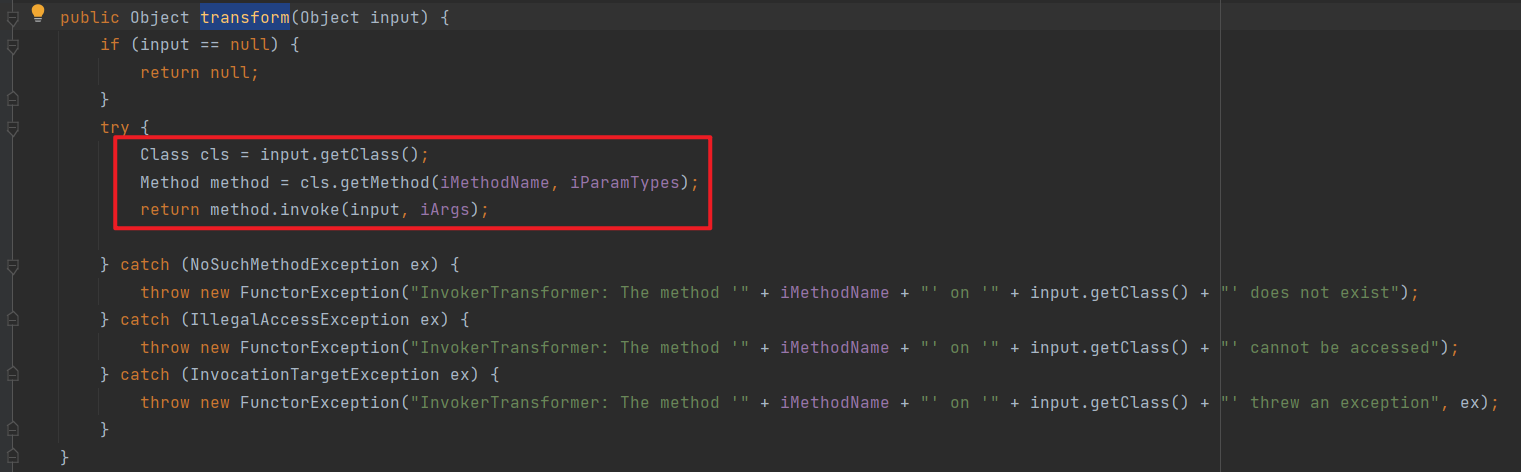 public Object transform(Object input) {
if (input == null) {
return null;
}
try {
Class cls = input.getClass();
Method method = cls.getMethod(iMethodName, iParamTypes);
return method.invoke(input, iArgs);
} catch (NoSuchMethodException ex) {
throw new FunctorException("InvokerTransformer: The method '" + iMethodName + "' on '" + input.getClass() + "' does not exist");
} catch (IllegalAccessException ex) {
throw new FunctorException("InvokerTransformer: The method '" + iMethodName + "' on '" + input.getClass() + "' cannot be accessed");
} catch (InvocationTargetException ex) {
throw new FunctorException("InvokerTransformer: The method '" + iMethodName + "' on '" + input.getClass() + "' threw an exception", ex);
}
}